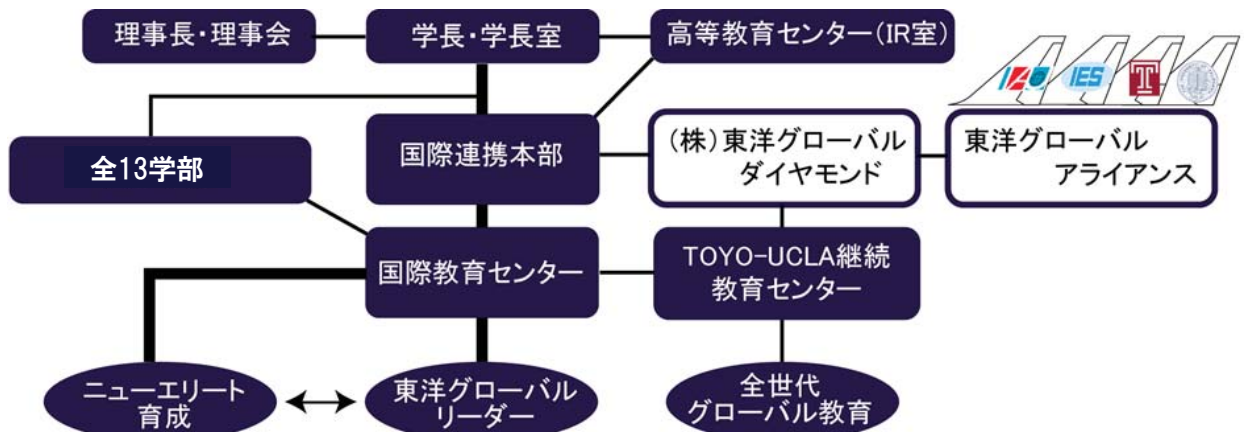 理事長・理事会
学長・学長室
高等教育センター(IR室)
IAU
IES
T
全13学部
国際連携本部
(株)東洋グローバル
ダイヤモンド
東洋グローバル
アライアンス
国際教育センター
TOYO-UCLA継続
教育センター
ニューエリート
育成
東洋グローバル
リーダー
全世代
グローバル教育